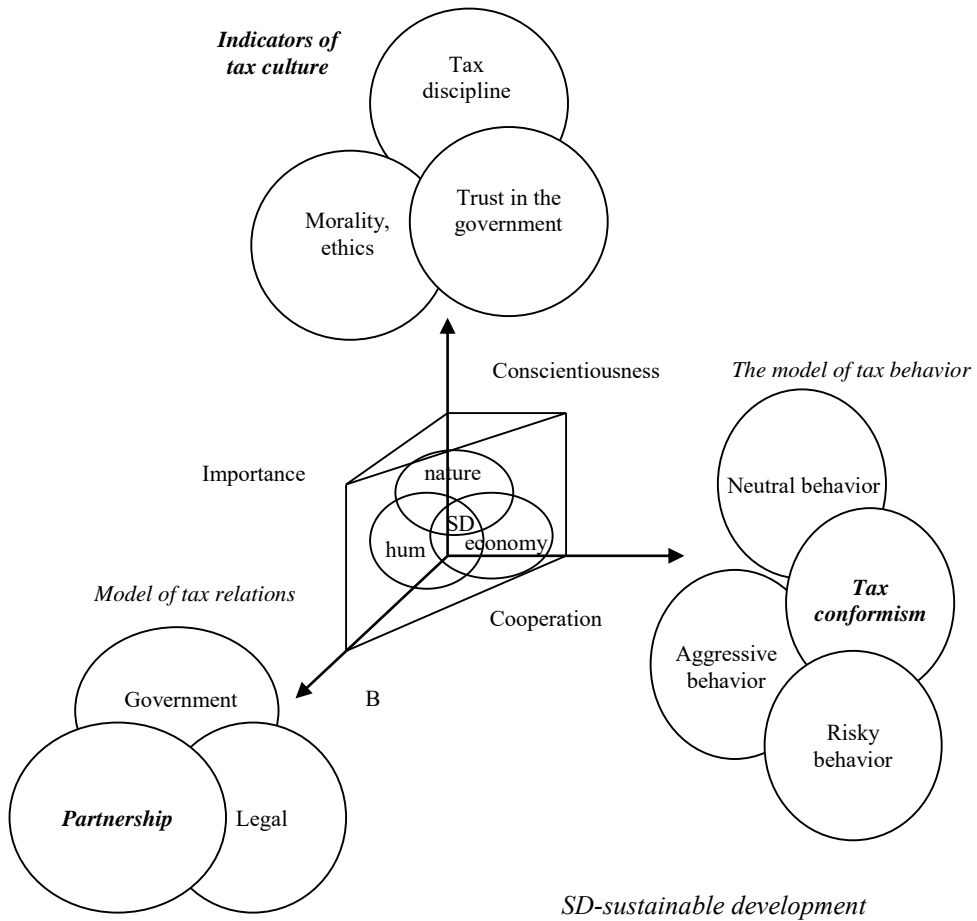 Indicators of
tax culture
Tax
discipline
Morality,
ethics
Trust in the
government
Conscientiousness
The model of tax behavior
Importance
nature
SD
hum
economy
Neutral behavior
Model of tax relations
Cooperation
Tax
conformism
Aggressive
behavior
Government
B
Risky
behavior
Partnership
Legal
SD-sustainable development